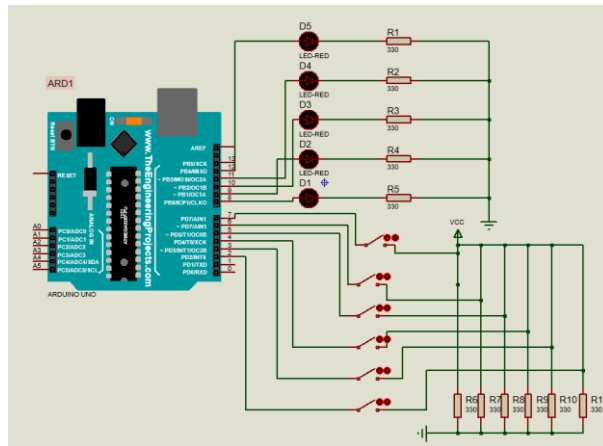 D5
R1
LED-RED
330
D4
R2
LED-RED
330
D3
R3
LED-RED
330
D2
R4
LED-RED
330
D1
R5
LED-RED
330
ARD1
Reset BTN
ON
www.TheEngineeringProjects.com
AREF
RESET
13
PB5/SCK
12
PB4/MISO
11
~ PB3/MOSI/OC2A
10
~ PB2/OC1B
9
~ PB1/OC1A
8
PB0/ICP1/CLKO
7
PD7/AIN1
6
5
~ PD5/T1/OC0B
4
PD4/T0/XCK
3
~ PD3/INT1/OC2B
2
PD2/INT0
1
PD1/TXD
0
PD0/RXD
ANALOG IN
A0
PC0/ADC0
A1
PC1/ADC1
A2
PC2/ADC2
A3
PC3/ADC3
A4
PC4/ADC4/SDA
A5
PC5/ADC5/SCL
ARDUINO UNO
VCC
R6
330
R7
330
R8
330
R9
330
R10
330
R1
330